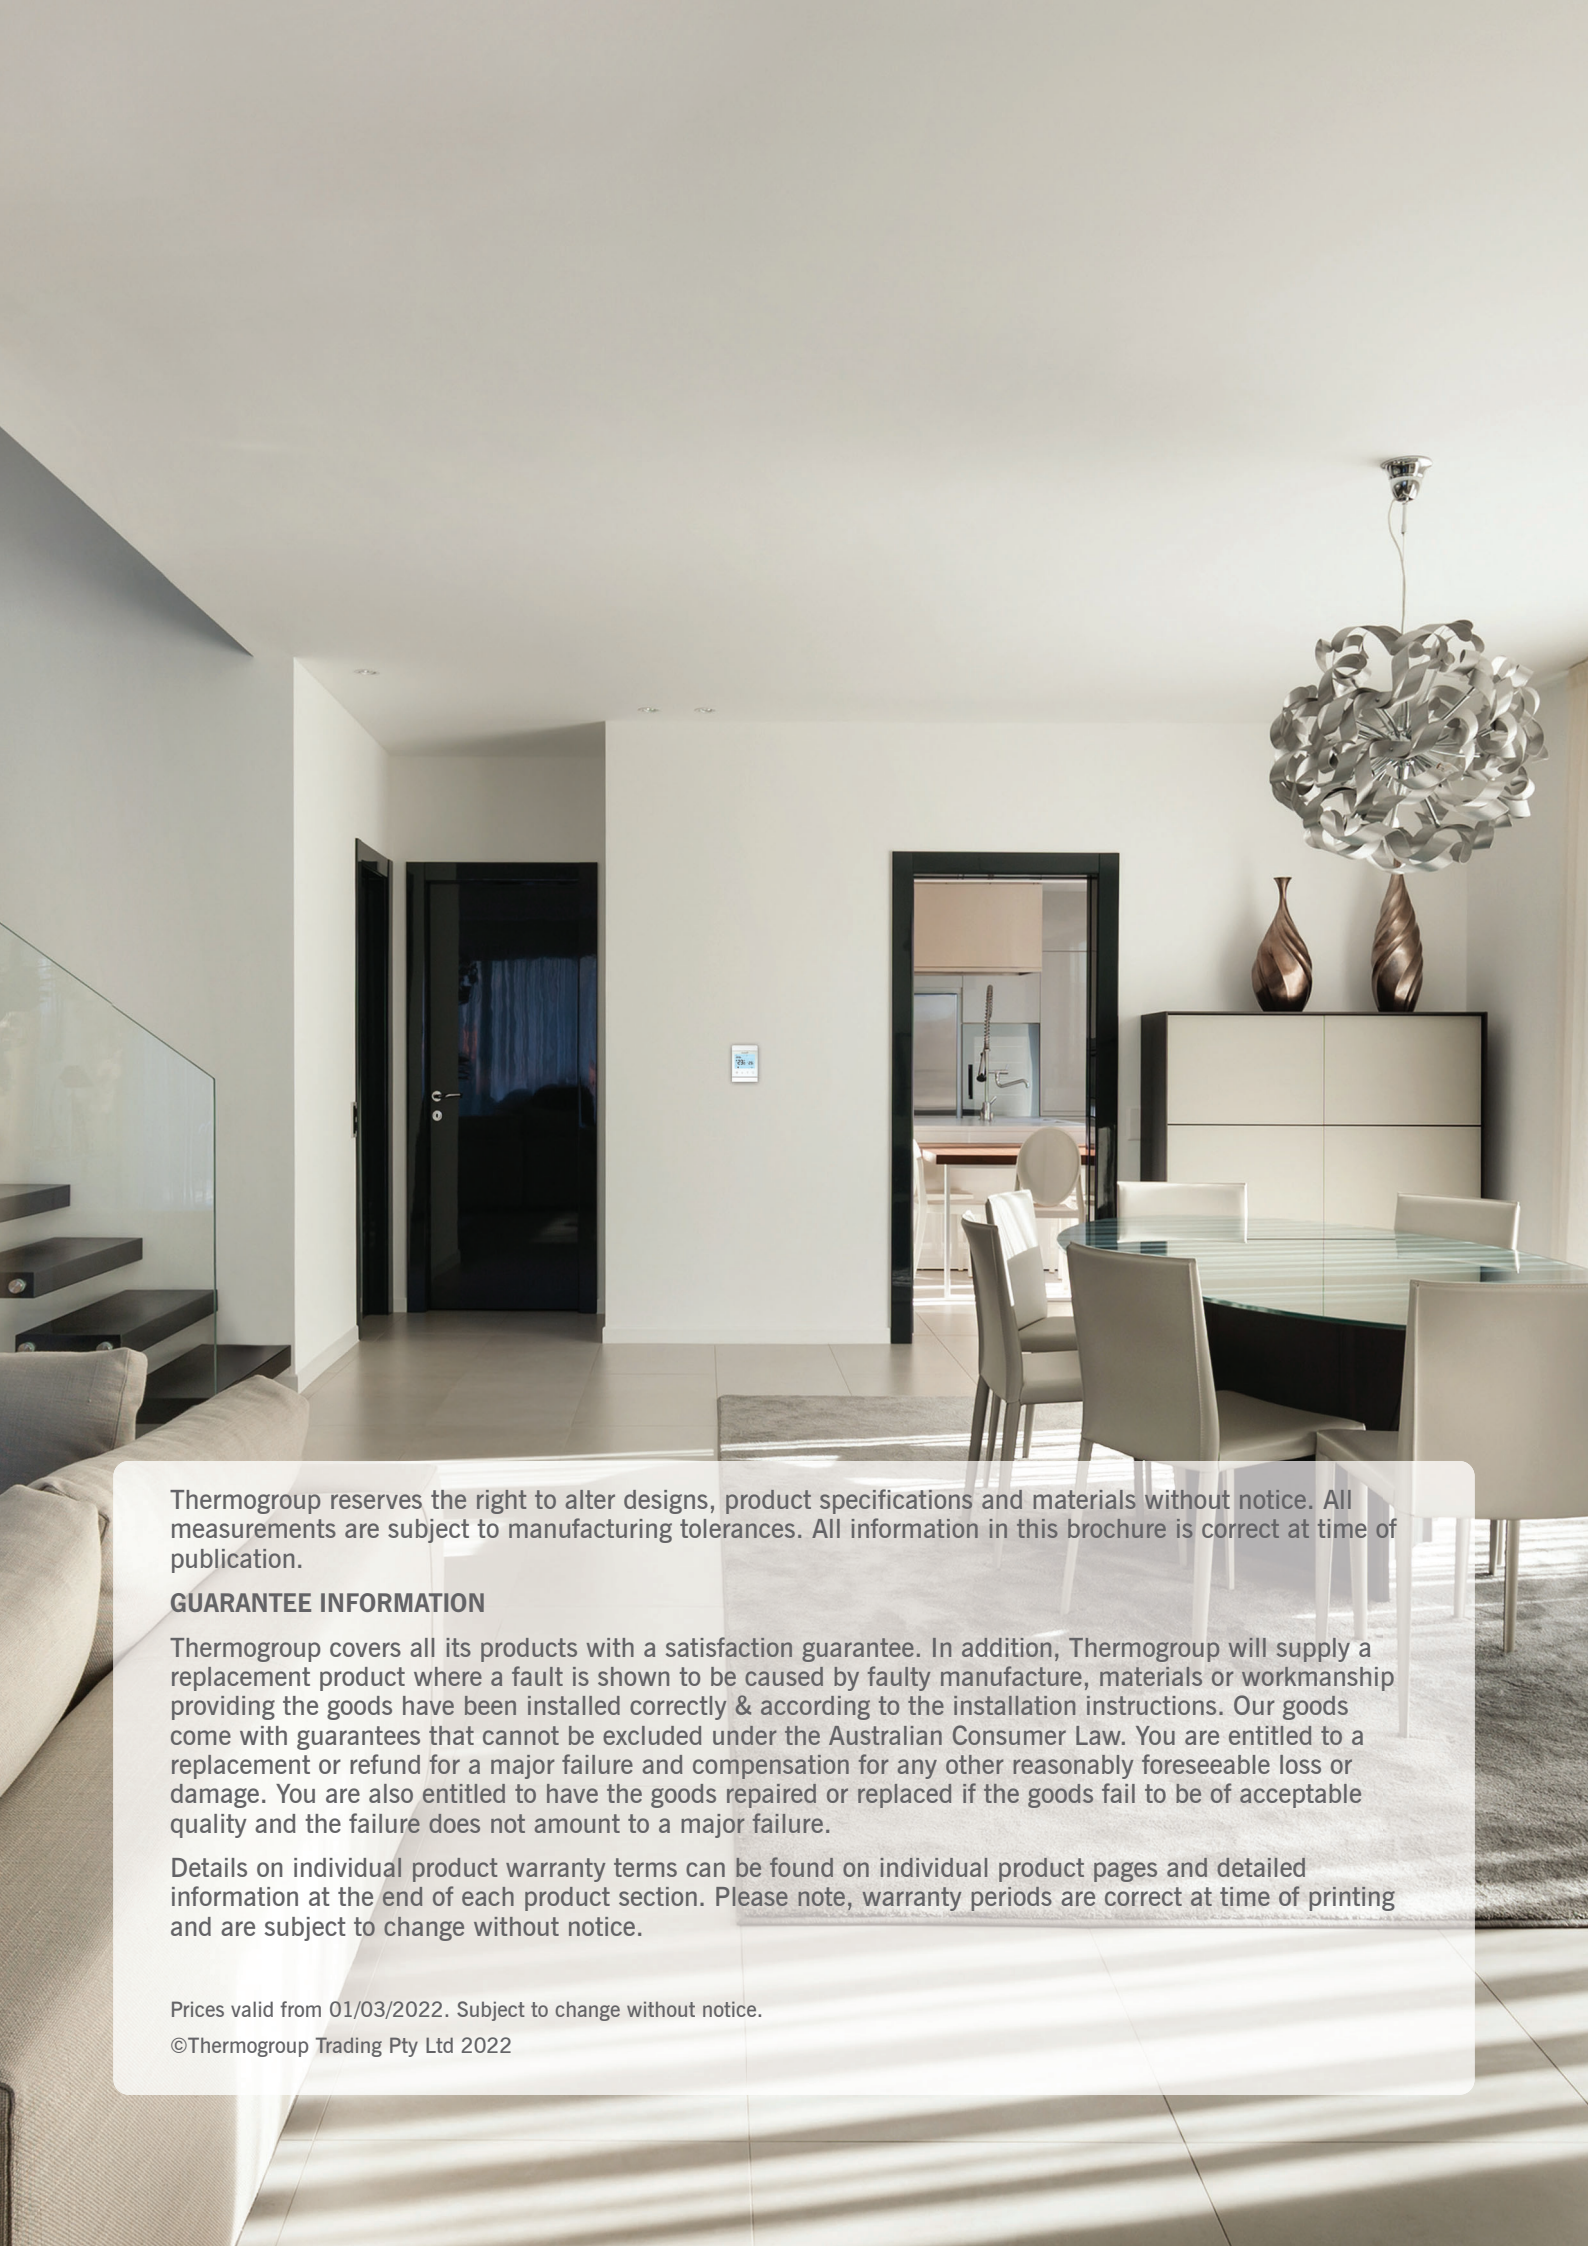 Thermogroup reserves the right to alter designs, product specifications and materials without notice. All
measurements are subject to manufacturing tolerances. All information in this brochure is correct at time of
publication.
GUARANTEE INFORMATION
Thermogroup covers all its products with a satisfaction guarantee. In addition, Thermogroup will supply a
replacement product where a fault is shown to be caused by faulty manufacture, materials or workmanship
providing the goods have been installed correctly & according to the installation instructions. Our goods
come with guarantees that cannot be excluded under the Australian Consumer Law. You are entitled to a
replacement or refund for a major failure and compensation for any other reasonably foreseeable loss or
damage. You are also entitled to have the goods repaired or replaced if the goods fail to be of acceptable
quality and the failure does not amount to a major failure.
Details on individual product warranty terms can be found on individual product pages and detailed
information at the end of each product section. Please note, warranty periods are correct at time of printing
and are subject to change without notice.
Prices valid from 01/03/2022. Subject to change without notice.
©Thermogroup Trading Pty Ltd 2022